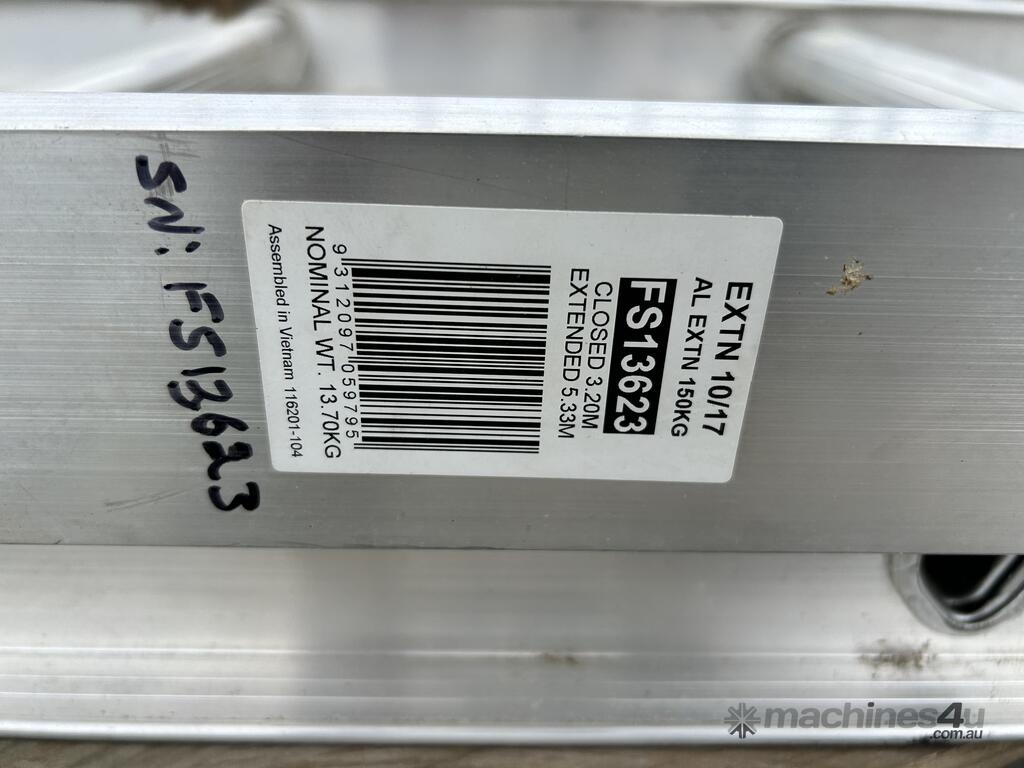 EXTN 10/17
AL EXTN 150KG
FS13623
CLOSED 3.20M
EXTENDED 5.33M
9 312097 059795
NOMINAL WT. 13.70KG
Assembled in Vietnam 116201-104
SN: FS13623
machines4u
.com.au